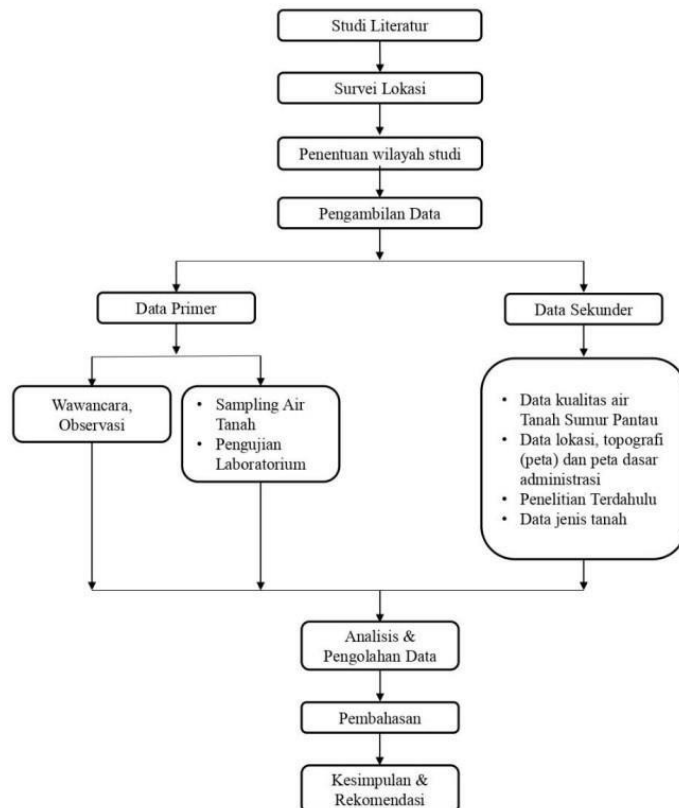 Studi Literatur
Survei Lokasi
Penentuan wilayah studi
Pengambilan Data
Data Primer
Data Sekunder
Wawancara,
Observasi
• Sampling Air
Tanah
• Pengujian
Laboratorium
• Data kualitas air
Tanah Sumur Pantau
• Data lokasi, topografi
(peta) dan peta dasar
administrasi
• Penelitian Terdahulu
• Data jenis tanah
Analisis &
Pengolahan Data
Pembahasan
Kesimpulan &
Rekomendasi